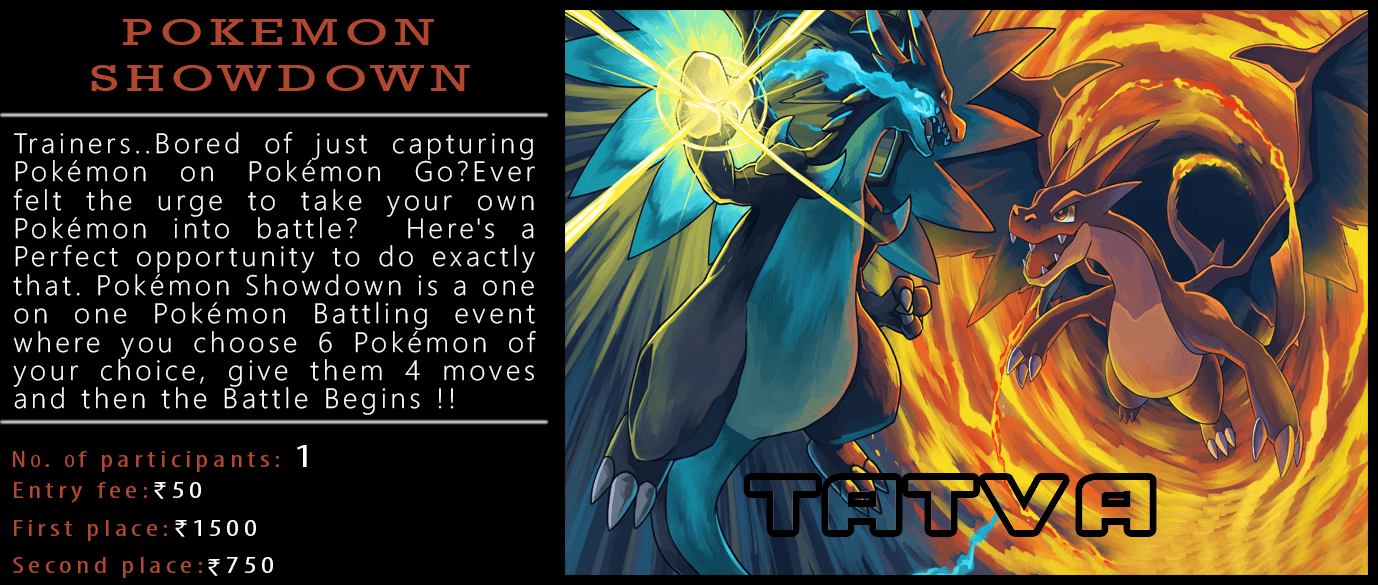 POKEMON
SHOWDOWN
Trainers..Bored of just capturing
Pokémon on Pokémon Go?Ever
felt the urge to take your own
Pokémon into battle? Here's a
Perfect opportunity to do exactly
that. Pokémon Showdown is a one
on one Pokémon Battling event
where you choose 6 Pokémon of
your choice, give them 4 moves
and then the Battle Begins !!
No. of participants: 1
Entry fee:₹50
First place:₹1500
Second place:₹750
TATVA